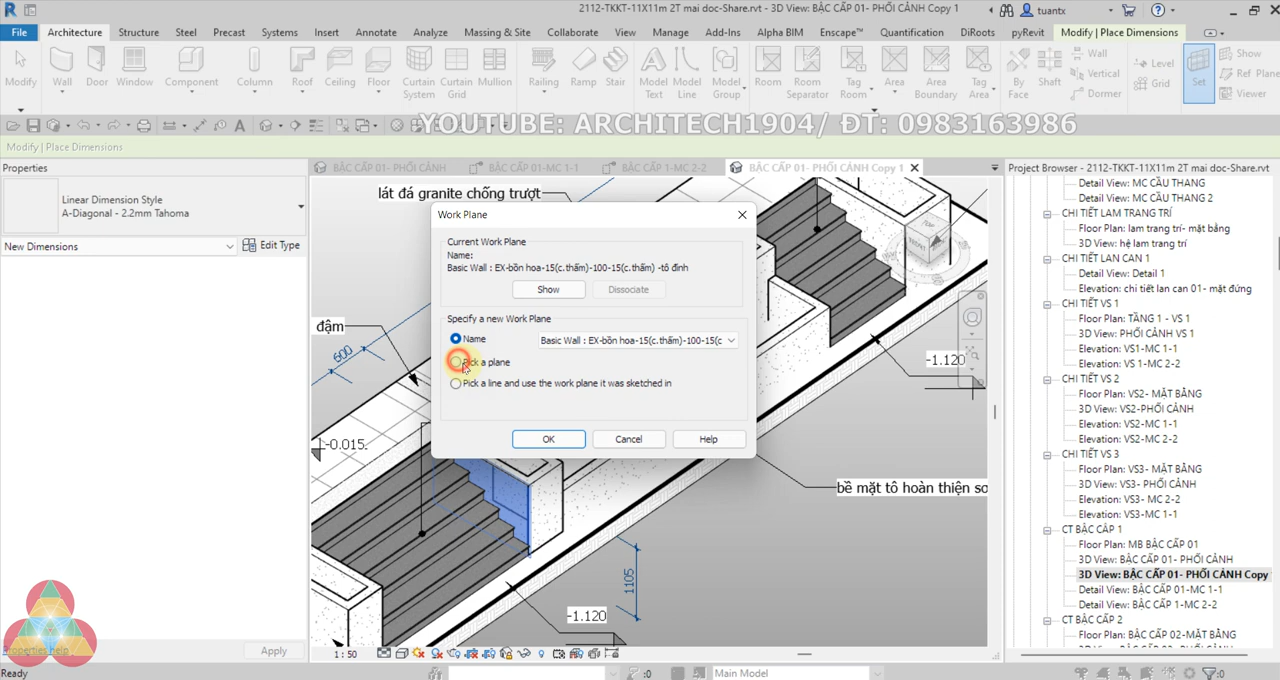 2112-TKKT-11X11m 2T mai doc-Share.rvt - 3D View: BẬC CẤP 01- PHỐI CẢNH Copy 1
tuantx
File Architecture Structure Steel Precast Systems Insert Annotate Analyze Massing & Site Collaborate View Manage Add-Ins Alpha BIM Enscape™ Quantification DiRoots pyRevit Modify | Place Dimensions
Modify Wall Door Window Component Column Roof Ceiling Floor Curtain System Curtain Grid Mullion Railing Ramp Stair Model Text Model Line Model Group Room Room Separator Tag Room Area Area Boundary Tag Area By Face Shaft Wall Vertical Dormer Level Grid Set Show Ref Plane Viewer
YOUTUBE: ARCHITECH1904/ ĐT: 0983163986
Modify | Place Dimensions
Properties
Linear Dimension Style
A-Diagonal - 2.2mm Tahoma
New Dimensions
Edit Type
Properties help
Apply
BẬC CẤP 01- PHỐI CẢNH
BẬC CẤP 01-MC 1-1
BẬC CẤP 1-MC 2-2
BẬC CẤP 01- PHỐI CẢNH Copy 1
lát đá granite chống trượt
đậm
600
-0.015
-1.120
bề mặt tô hoàn thiện sơ
1105
-1.120
Work Plane
Current Work Plane
Name:
Basic Wall : EX-bồn hoa-15(c.thấm)-100-15(c.thấm) -tô đinh
Show
Dissociate
Specify a new Work Plane
Name
Basic Wall : EX-bồn hoa-15(c.thấm)-100-15(c
Pick a plane
Pick a line and use the work plane it was sketched in
OK
Cancel
Help
Project Browser - 2112-TKKT-11X11m 2T mai doc-Share.rvt
Detail View: MC CẦU THANG
Detail View: MC CẦU THANG 2
CHI TIẾT LAM TRANG TRÍ
Floor Plan: lam trang trí- mặt bằng
3D View: hệ lam trang trí
CHI TIẾT LAN CAN 1
Detail View: Detail 1
Elevation: chi tiết lan can 01- mặt đứng
CHI TIẾT VS 1
Floor Plan: TẦNG 1 - VS 1
3D View: PHỐI CẢNH VS 1
Elevation: VS1-MC 1-1
Elevation: VS 1-MC 2-2
CHI TIẾT VS 2
Floor Plan: VS2- MẶT BẰNG
3D View: VS2-PHỐI CẢNH
Elevation: VS2-MC 1-1
Elevation: VS2-MC 2-2
CHI TIẾT VS 3
Floor Plan: VS3- MẶT BẰNG
3D View: VS3- PHỐI CẢNH
Elevation: VS3- MC 2-2
Elevation: VS3-MC 1-1
CT BẬC CẤP 1
Floor Plan: MB BẬC CẤP 01
3D View: BẬC CẤP 01- PHỐI CẢNH
3D View: BẬC CẤP 01- PHỐI CẢNH Copy
Detail View: BẬC CẤP 01-MC 1-1
Detail View: BẬC CẤP 1-MC 2-2
CT BẬC CẤP 2
Floor Plan: BẬC CẤP 02-MẶT BẰNG
1 : 50
Ready
:0
Main Model
:0